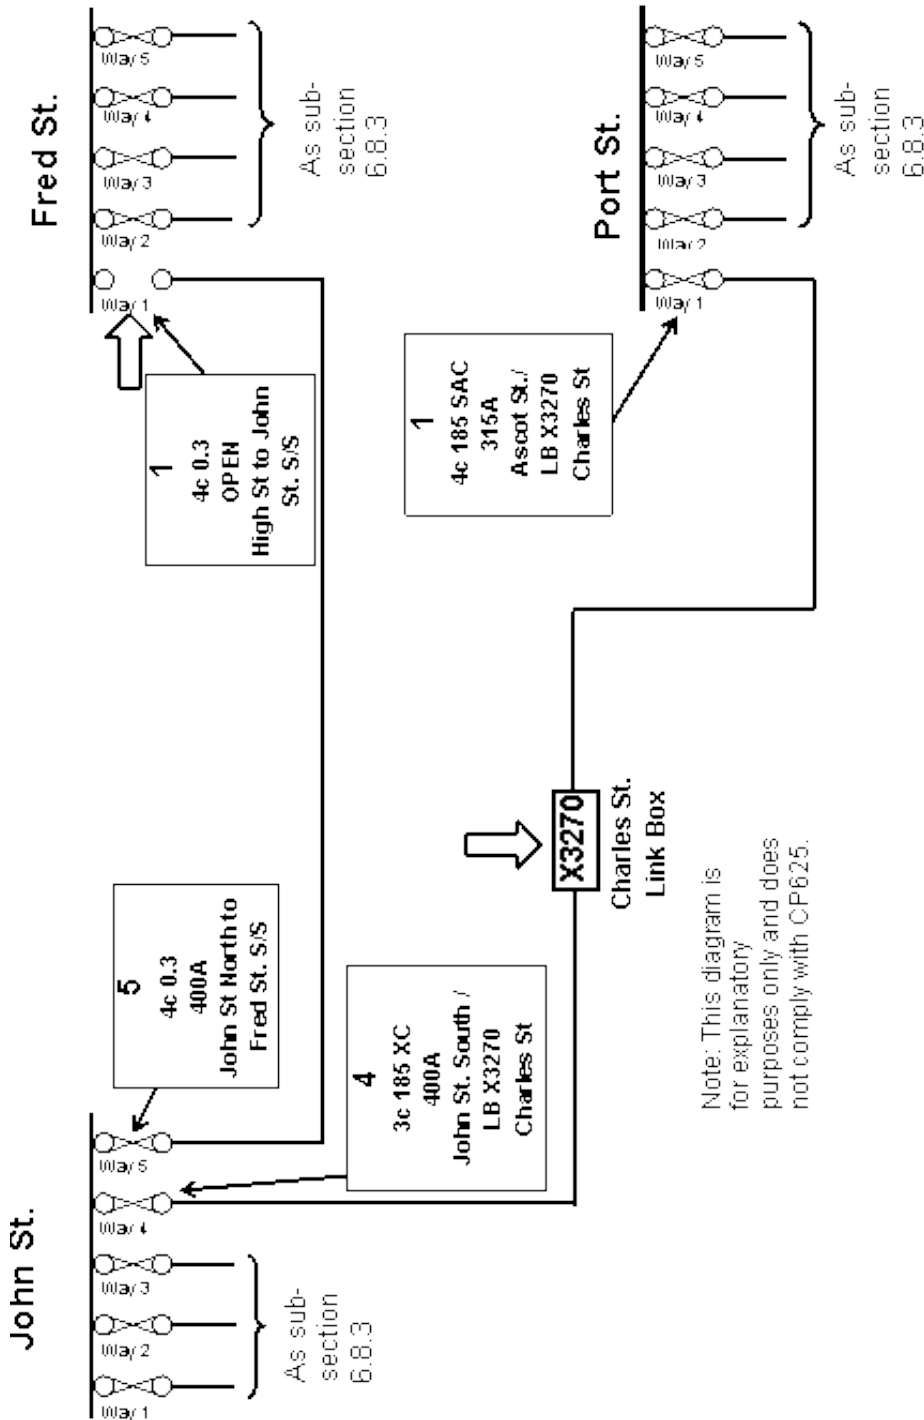 John St.
Way 1
Way 2
Way 3
Way 4
Way 5
As sub-
section
6.8.3
5
4c 0.3
400A
John St North to
Fred St. S/S
4
3c 185 XC
400A
John St. South /
LB X3270
Charles St
Fred St.
Way 1
Way 2
Way 3
Way 4
Way 5
As sub-
section
6.8.3
1
4c 0.3
OPEN
High St to John
St. S/S
X3270
Charles St.
Link Box
1
4c 185 SAC
315A
Ascot St./
LB X3270
Charles St
Port St.
Way 1
Way 2
Way 3
Way 4
Way 5
As sub-
section
6.8.3
Note: This diagram is
for explanatory
purposes only and does
not comply with CP625.